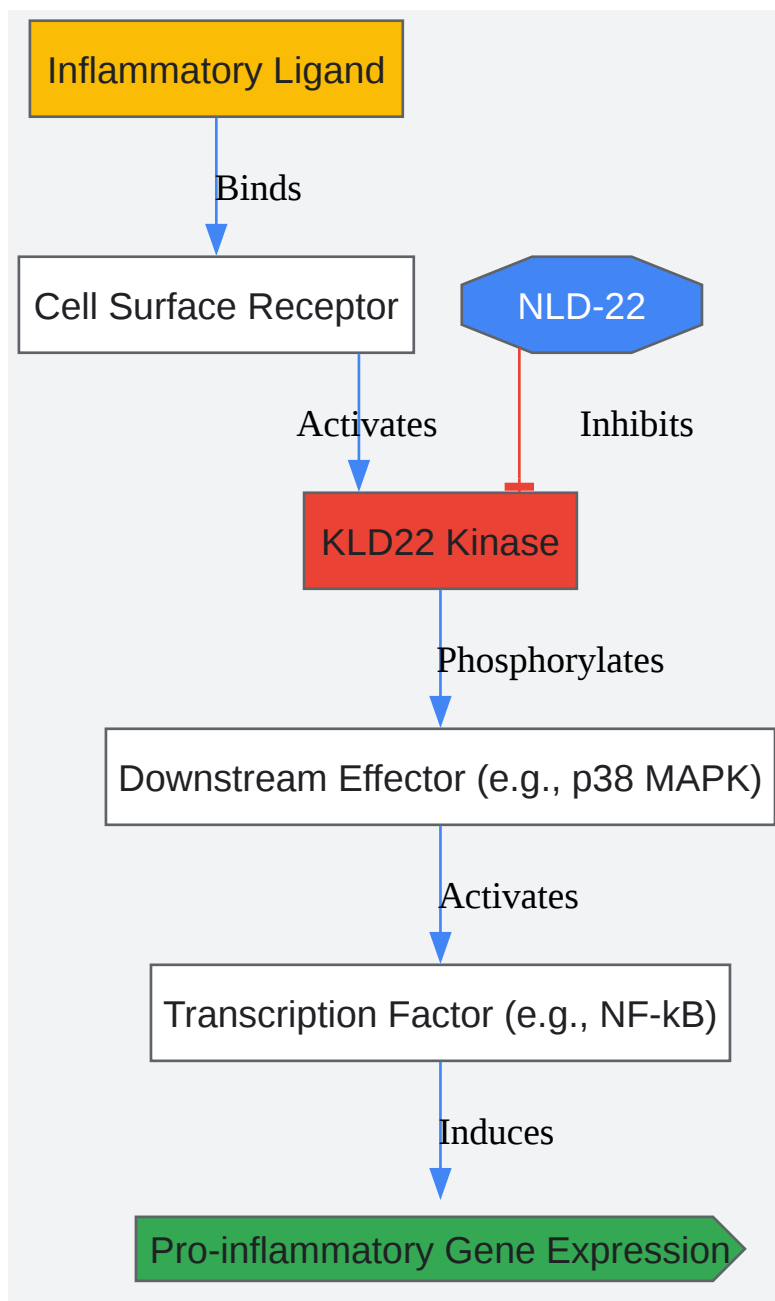 Inflammatory Ligand
Binds
Cell Surface Receptor
NLD-22
Activates
Inhibits
KLD22 Kinase
Phosphorylates
Downstream Effector (e.g., p38 MAPK)
Activates
Transcription Factor (e.g., NF-kB)
Induces
Pro-inflammatory Gene Expression